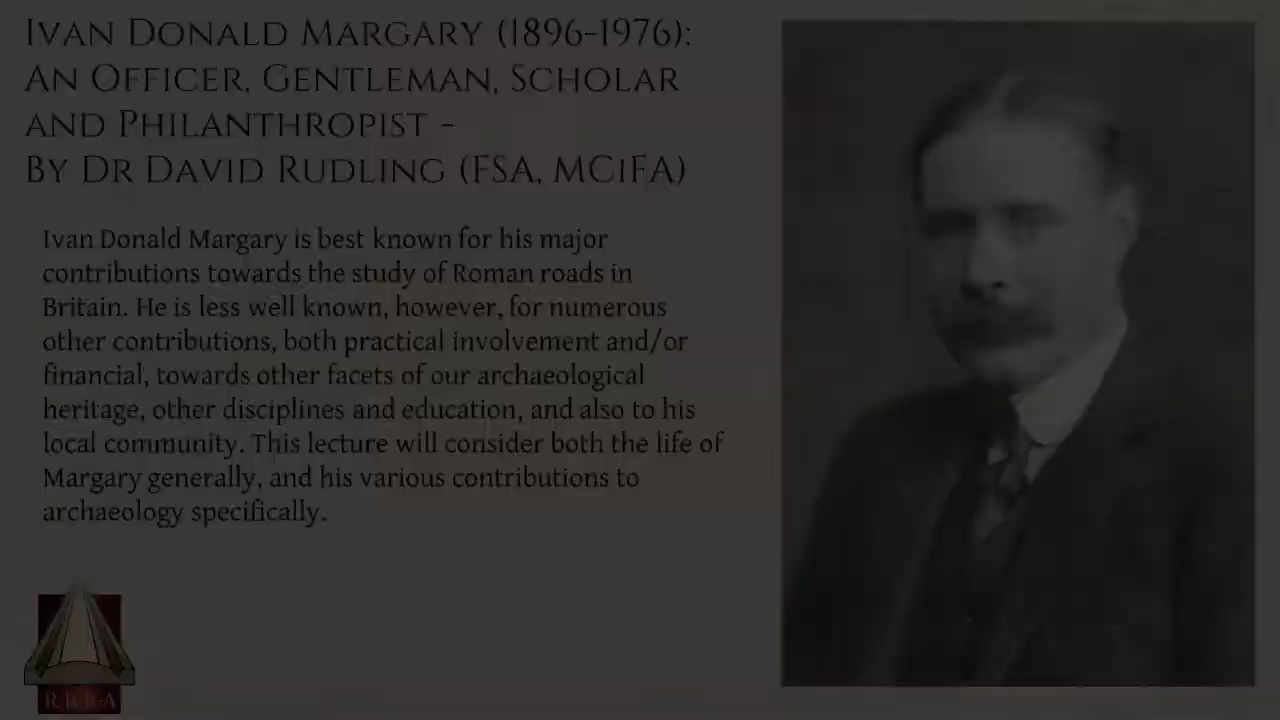 Ivan Donald Margary (1896-1976):
An Officer, Gentleman, Scholar
and Philanthropist -
By Dr David Rudling (FSA, MCiFA)
Ivan Donald Margary is best known for his major
contributions towards the study of Roman roads in
Britain. He is less well known, however, for numerous
other contributions, both practical involvement and/or
financial, towards other facets of our archaeological
heritage, other disciplines and education, and also to his
local community. This lecture will consider both the life of
Margary generally, and his various contributions to
archaeology specifically.
R.R.R.A